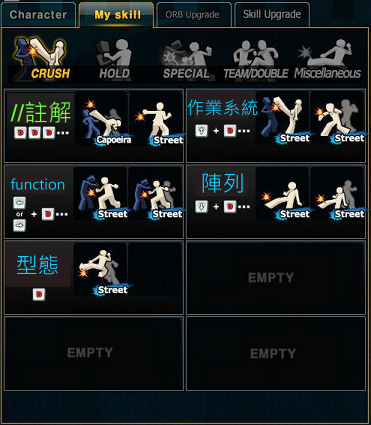 Character My skill ORB Upgrade Skill Upgrade
CRUSH HOLD SPECIAL TEAM/DOUBLE Miscellaneous
//註解
D D D ...
Capoeira Street
作業系統
⇧ + D ...
Street Street
function
⇦ or ⇨ + D ...
Street Street
陣列
⇩ + D ...
Street Street
型態
D
Street
EMPTY
EMPTY
EMPTY